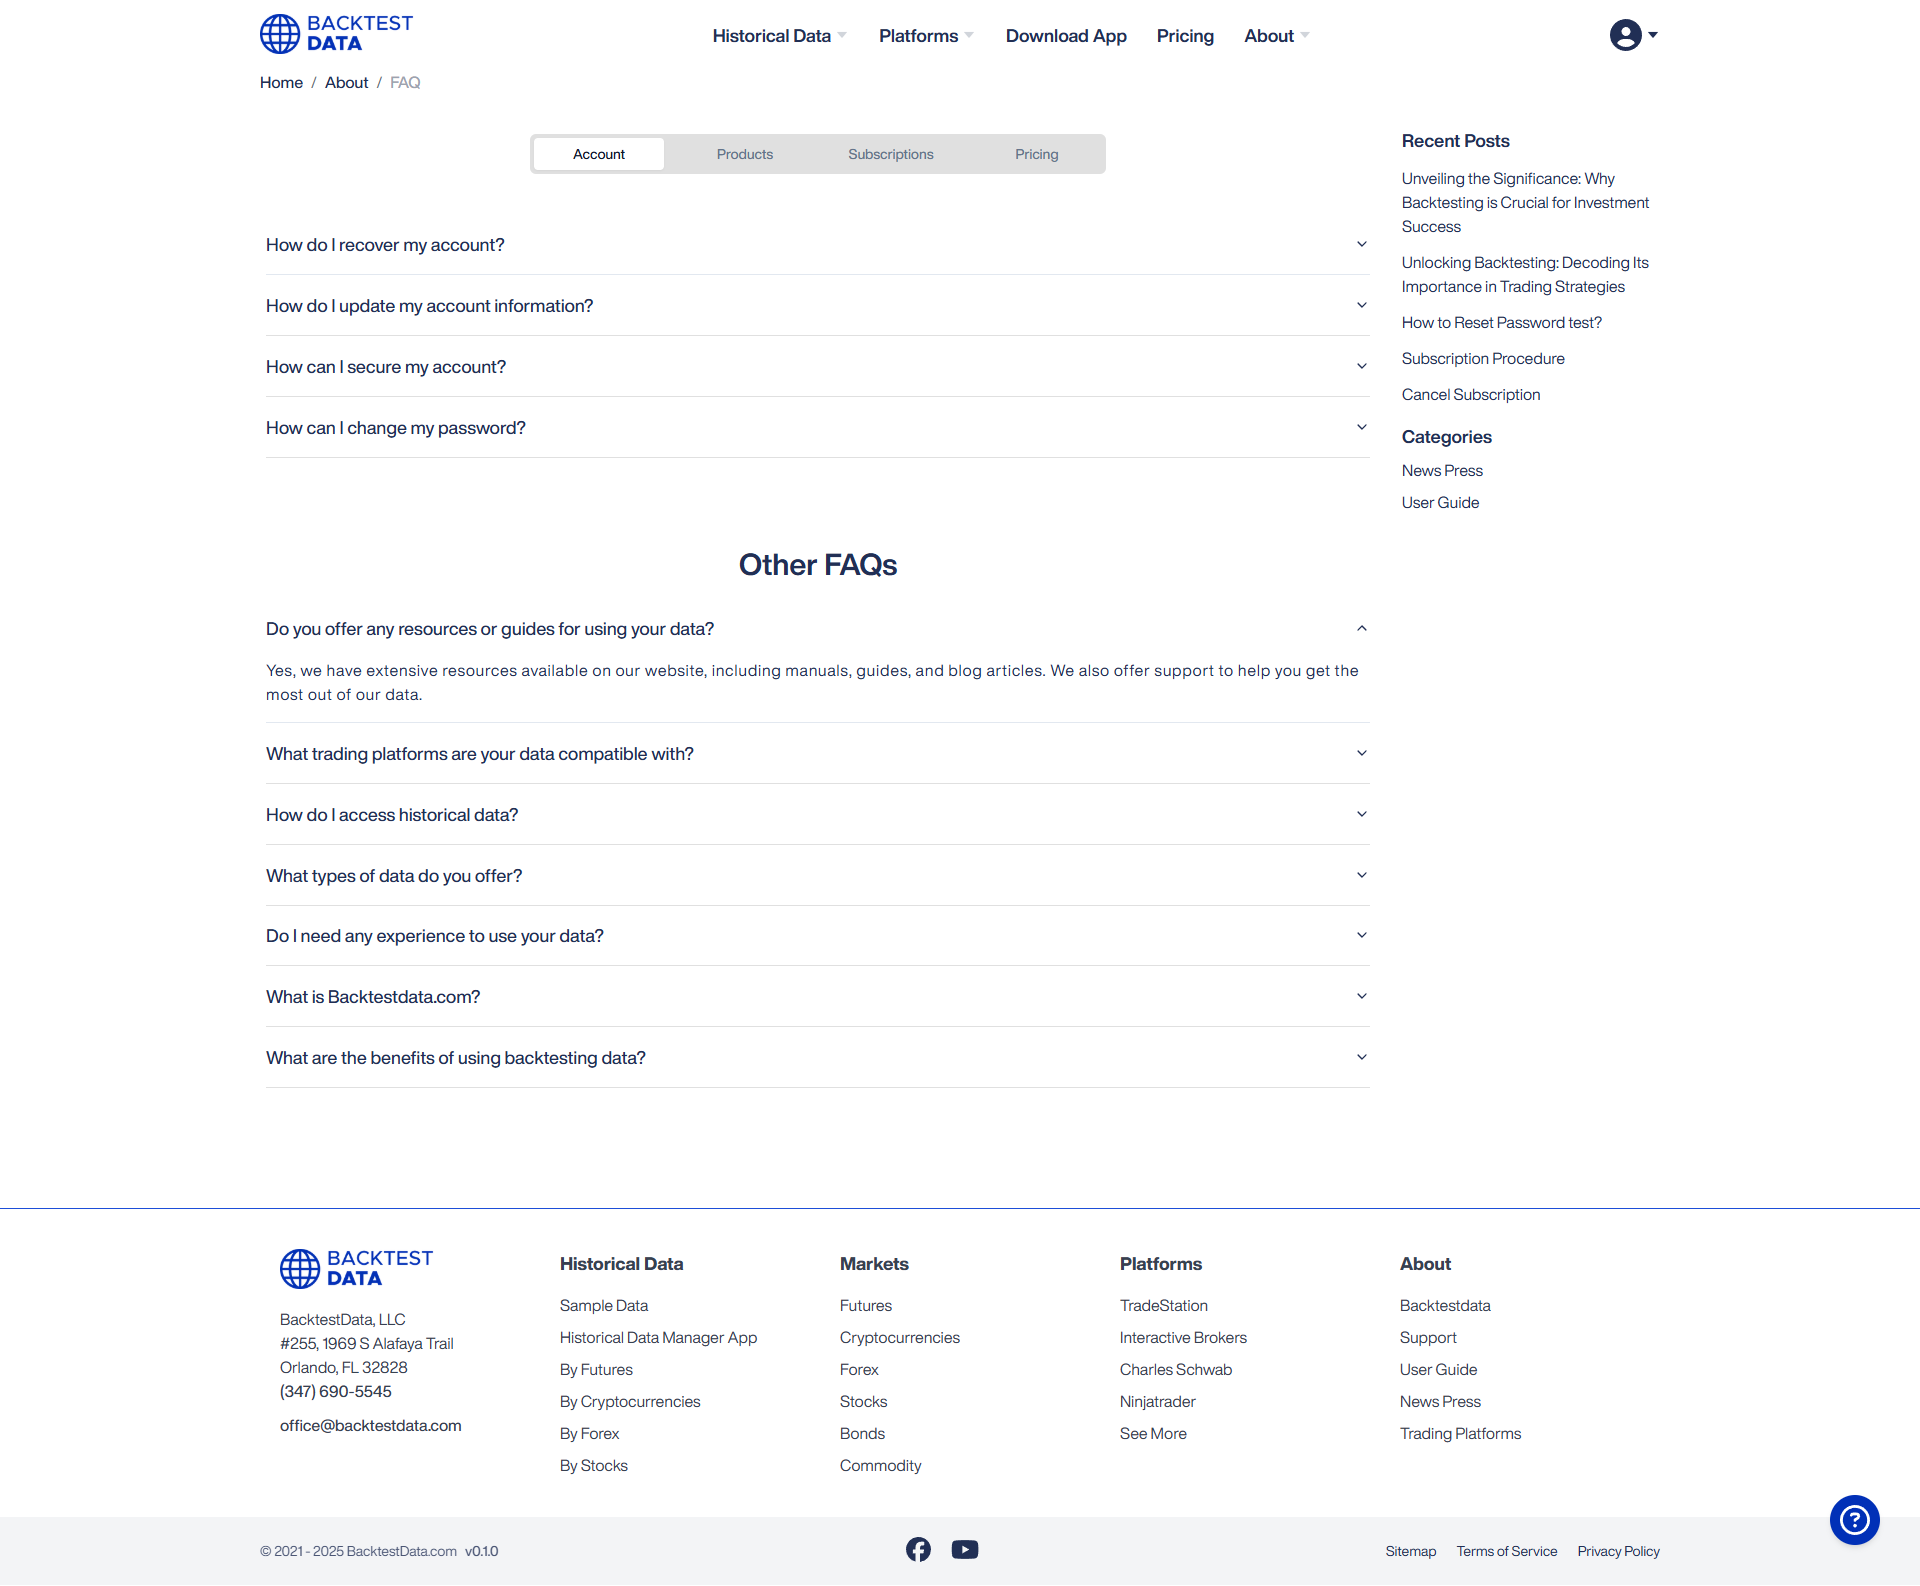 BACKTEST
DATA
Historical Data
Platforms
Download App
Pricing
About
Home / About / FAQ
Account
Products
Subscriptions
Pricing
How do I recover my account?
How do I update my account information?
How can I secure my account?
How can I change my password?
Other FAQs
Do you offer any resources or guides for using your data?
Yes, we have extensive resources available on our website, including manuals, guides, and blog articles. We also offer support to help you get the
most out of our data.
What trading platforms are your data compatible with?
How do I access historical data?
What types of data do you offer?
Do I need any experience to use your data?
What is Backtestdata.com?
What are the benefits of using backtesting data?
Recent Posts
Unveiling the Significance: Why
Backtesting is Crucial for Investment
Success
Unlocking Backtesting: Decoding Its
Importance in Trading Strategies
How to Reset Password test?
Subscription Procedure
Cancel Subscription
Categories
News Press
User Guide
BACKTEST
DATA
BacktestData, LLC
#255, 1969 S Alafaya Trail
Orlando, FL 32828
(347) 690-5545
office@backtestdata.com
Historical Data
Sample Data
Historical Data Manager App
By Futures
By Cryptocurrencies
By Forex
By Stocks
Markets
Futures
Cryptocurrencies
Forex
Stocks
Bonds
Commodity
Platforms
TradeStation
Interactive Brokers
Charles Schwab
Ninjatrader
See More
About
Backtestdata
Support
User Guide
News Press
Trading Platforms
© 2021 - 2025 BacktestData.com v0.1.0
Sitemap
Terms of Service
Privacy Policy